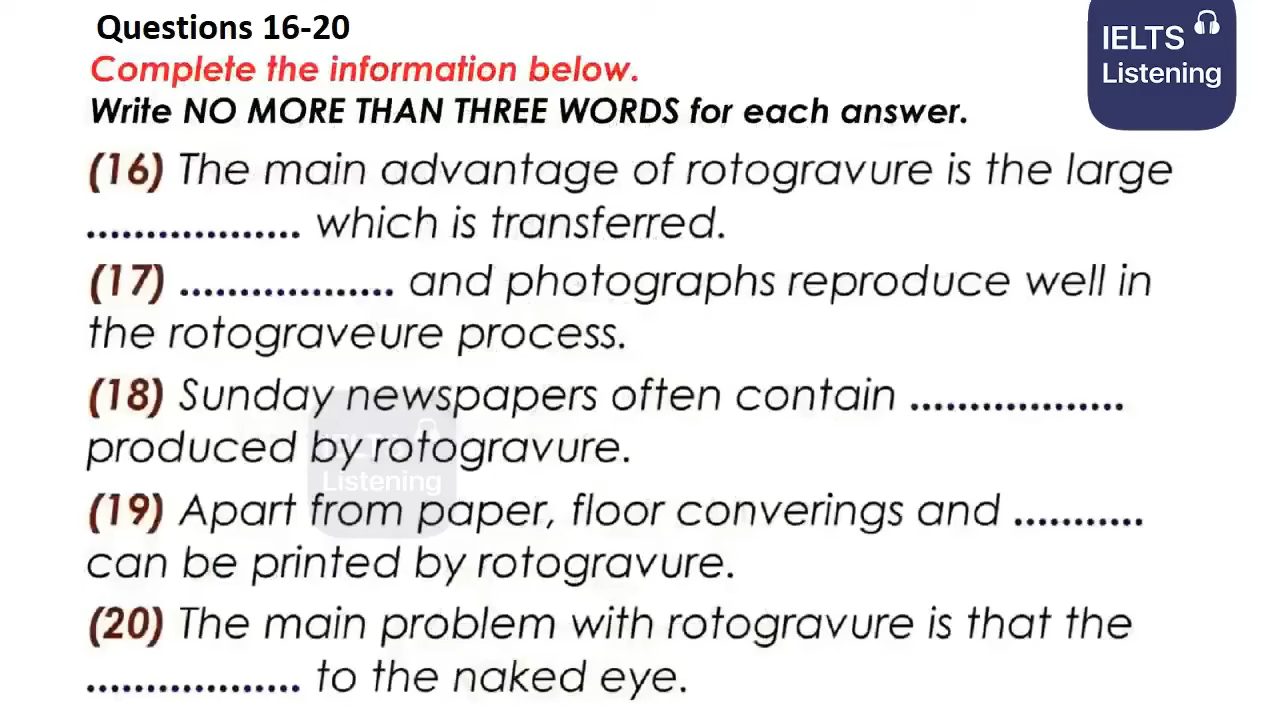 Questions 16-20
IELTS
Listening
Complete the information below.
Write NO MORE THAN THREE WORDS for each answer.
(16) The main advantage of rotogravure is the large
.................. which is transferred.
(17) .................. and photographs reproduce well in
the rotograveure process.
(18) Sunday newspapers often contain ..................
produced by rotogravure.
IELTS
Listening
(19) Apart from paper, floor converings and ...........
can be printed by rotogravure.
(20) The main problem with rotogravure is that the
.................. to the naked eye.